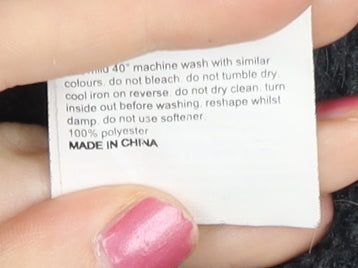 mild 40° machine wash with similar
colours. do not bleach. do not tumble dry.
cool iron on reverse. do not dry clean. turn
inside out before washing. reshape whilst
damp. do not use softener.
100% polyester
MADE IN CHINA